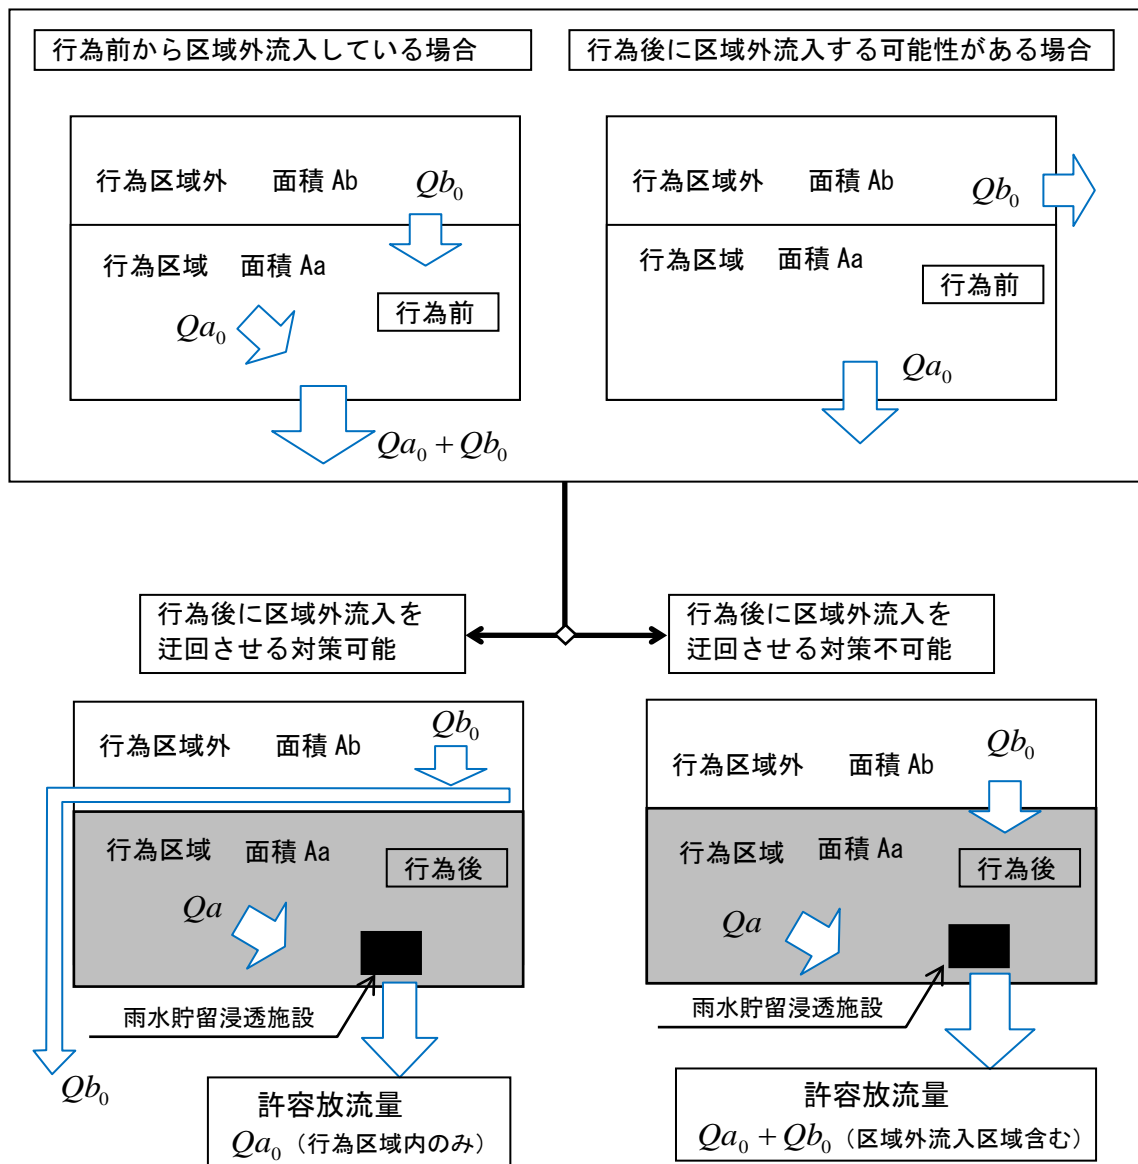 行為前から区域外流入している場合
行為後に区域外流入する可能性がある場合
行為区域外 面積 Ab Qb₀
行為区域 面積 Aa
行為前
Qa₀
Qa₀ + Qb₀
行為区域外 面積 Ab Qb₀
行為区域 面積 Aa
行為前
Qa₀
行為後に区域外流入を
迂回させる対策可能
行為後に区域外流入を
迂回させる対策不可能
行為区域外 面積 Ab Qb₀
行為区域 面積 Aa
行為後
Qa
雨水貯留浸透施設
Qb₀
許容放流量
Qa₀（行為区域内のみ）
行為区域外 面積 Ab Qb₀
行為区域 面積 Aa
行為後
Qa
雨水貯留浸透施設
許容放流量
Qa₀ + Qb₀（区域外流入区域含む）